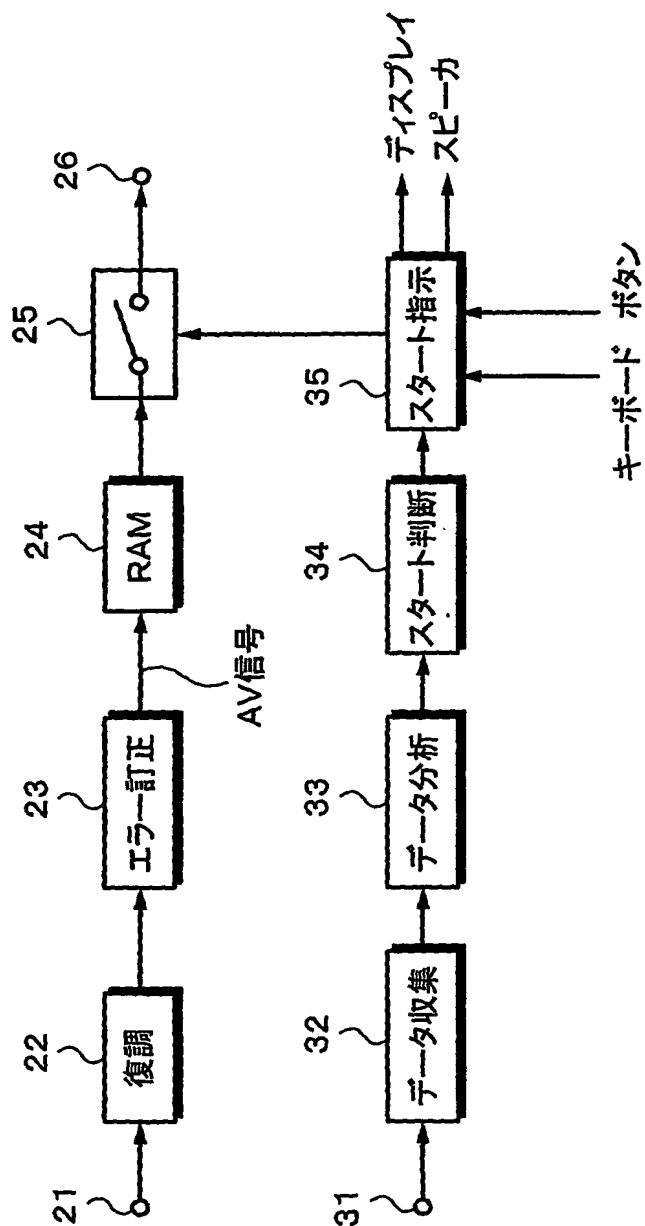 21
22
復調
23
エラー訂正
AV信号
24
RAM
25
26
31
32
データ収集
33
データ分析
34
スタート判断
35
スタート指示
ディスプレイ
スピーカ
キーボード
ボタン